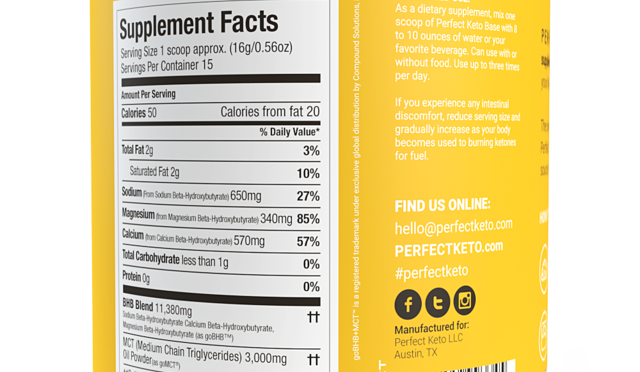 Supplement Facts
Serving Size 1 scoop approx. (16g/0.56oz)
Servings Per Container 15
Amount Per Serving
Calories 50 Calories from fat 20
% Daily Value*
Total Fat 2g 3%
Saturated Fat 2g 10%
Sodium (From Sodium Beta-Hydroxybutyrate) 650mg 27%
Magnesium (from Magnesium Beta-Hydroxybutyrate) 340mg 85%
Calcium (from Calcium Beta-Hydroxybutyrate) 570mg 57%
Total Carbohydrate less than 1g 0%
Protein 0g 0%
BHB Blend 11,380mg ††
Sodium Beta-Hydroxybutyrate Calcium Beta-Hydroxybutyrate,
Magnesium Beta-Hydroxybutyrate (as goBHB™)
MCT (Medium Chain Triglycerides) 3,000mg ††
Oil Powder (as goMCT®)
goBHB+MCT™ is a registered trademark under exclusive global distribution by Compound Solutions,
As a dietary supplement, mix one
scoop of Perfect Keto Base with 8
to 10 ounces of water or your
favorite beverage. Can use with or
without food. Use up to three times
per day.
If you experience any intestinal
discomfort, reduce serving size and
gradually increase as your body
becomes used to burning ketones
for fuel.
FIND US ONLINE:
hello@perfectketo.com
PERFECTKETO.com
#perfectketo
Manufactured for:
Perfect Keto LLC
Austin, TX